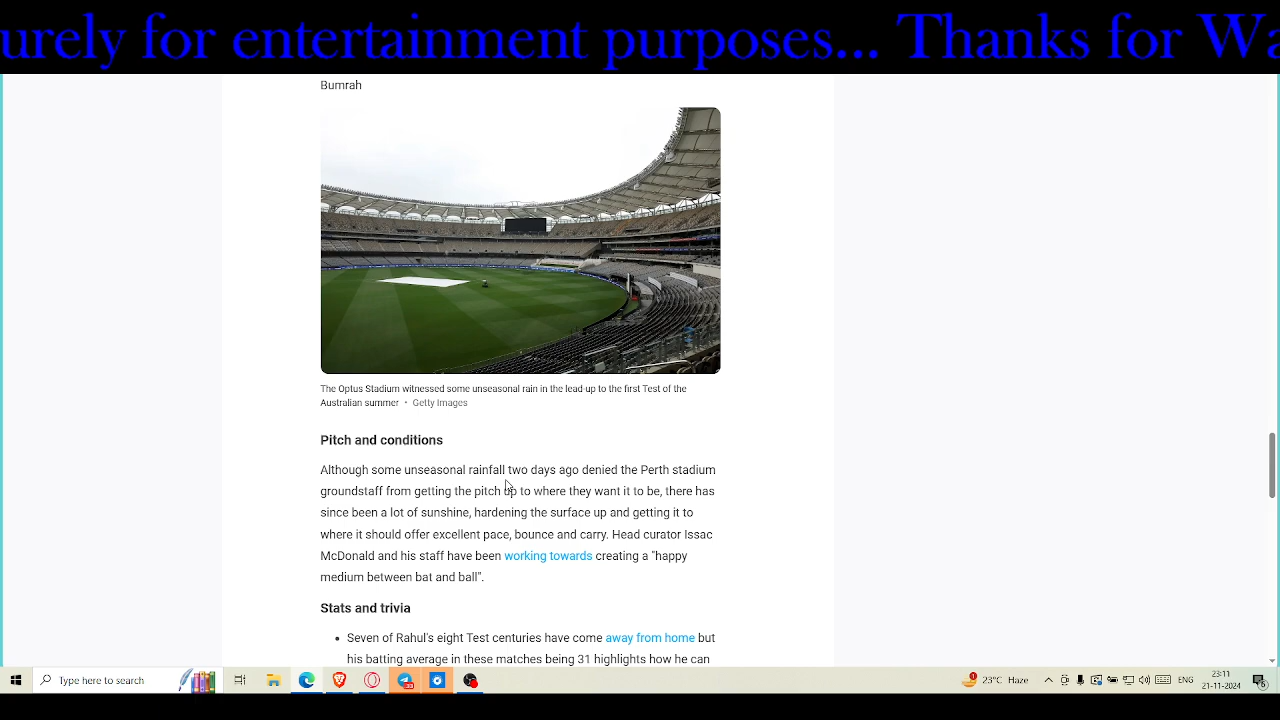 urely for entertainment purposes... Thanks for Wa
Bumrah
The Optus Stadium witnessed some unseasonal rain in the lead-up to the first Test of the
Australian summer • Getty Images
Pitch and conditions
Although some unseasonal rainfall two days ago denied the Perth stadium
groundstaff from getting the pitch up to where they want it to be, there has
since been a lot of sunshine, hardening the surface up and getting it to
where it should offer excellent pace, bounce and carry. Head curator Issac
McDonald and his staff have been working towards creating a "happy
medium between bat and ball".
Stats and trivia
• Seven of Rahul's eight Test centuries have come away from home but
his batting average in these matches being 31 highlights how he can
Type here to search
23°C Haze
ENG
23:11
21-11-2024